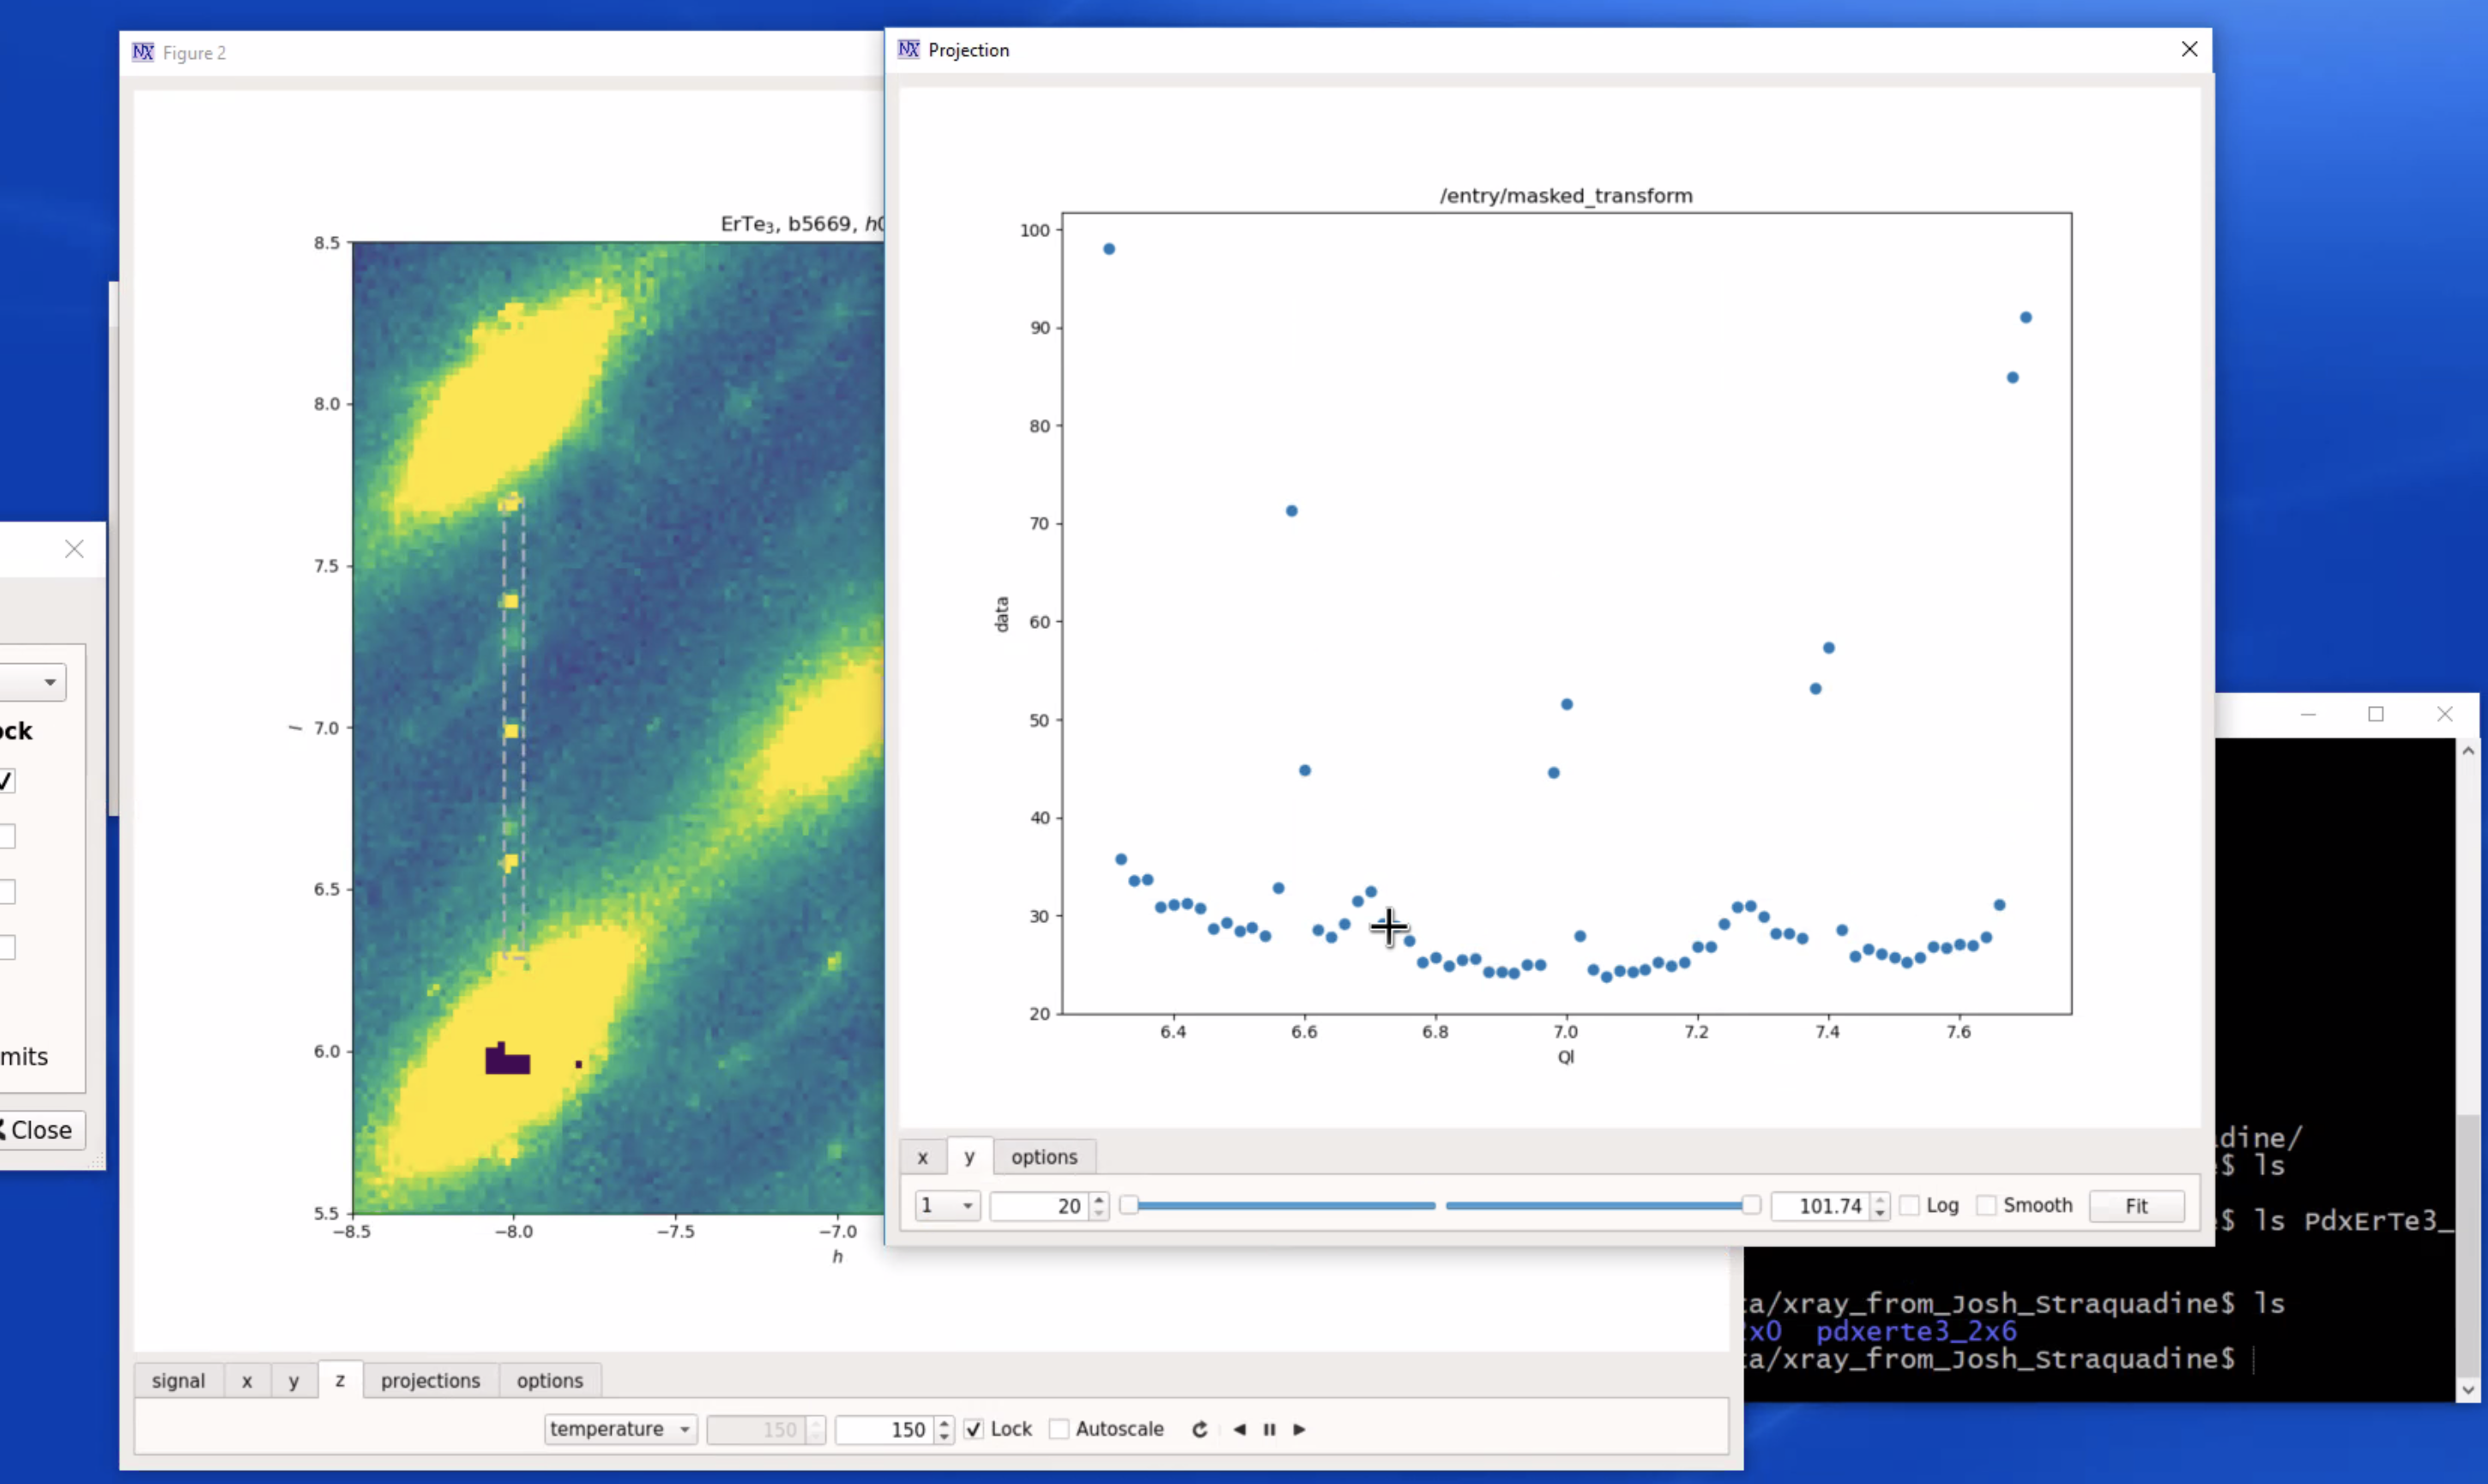 Figure 2
ErTe₃, b5669, h
8.5
8.0
7.5
7.0
6.5
6.0
5.5
l
−8.5
−8.0
−7.5
−7.0
h
signal
x
y
z
projections
options
temperature
150
150
Lock
Autoscale
Projection
/entry/masked_transform
100
90
80
70
60
50
40
30
20
data
6.4
6.6
6.8
7.0
7.2
7.4
7.6
Ql
x
y
options
1
20
101.74
Log
Smooth
Fit
ock
mits
Close
dine/
$ ls
$ ls PdxErTe3_
ta/xray_from_Josh_Straquadine$ ls
2x0 pdxerte3_2x6
ta/xray_from_Josh_Straquadine$